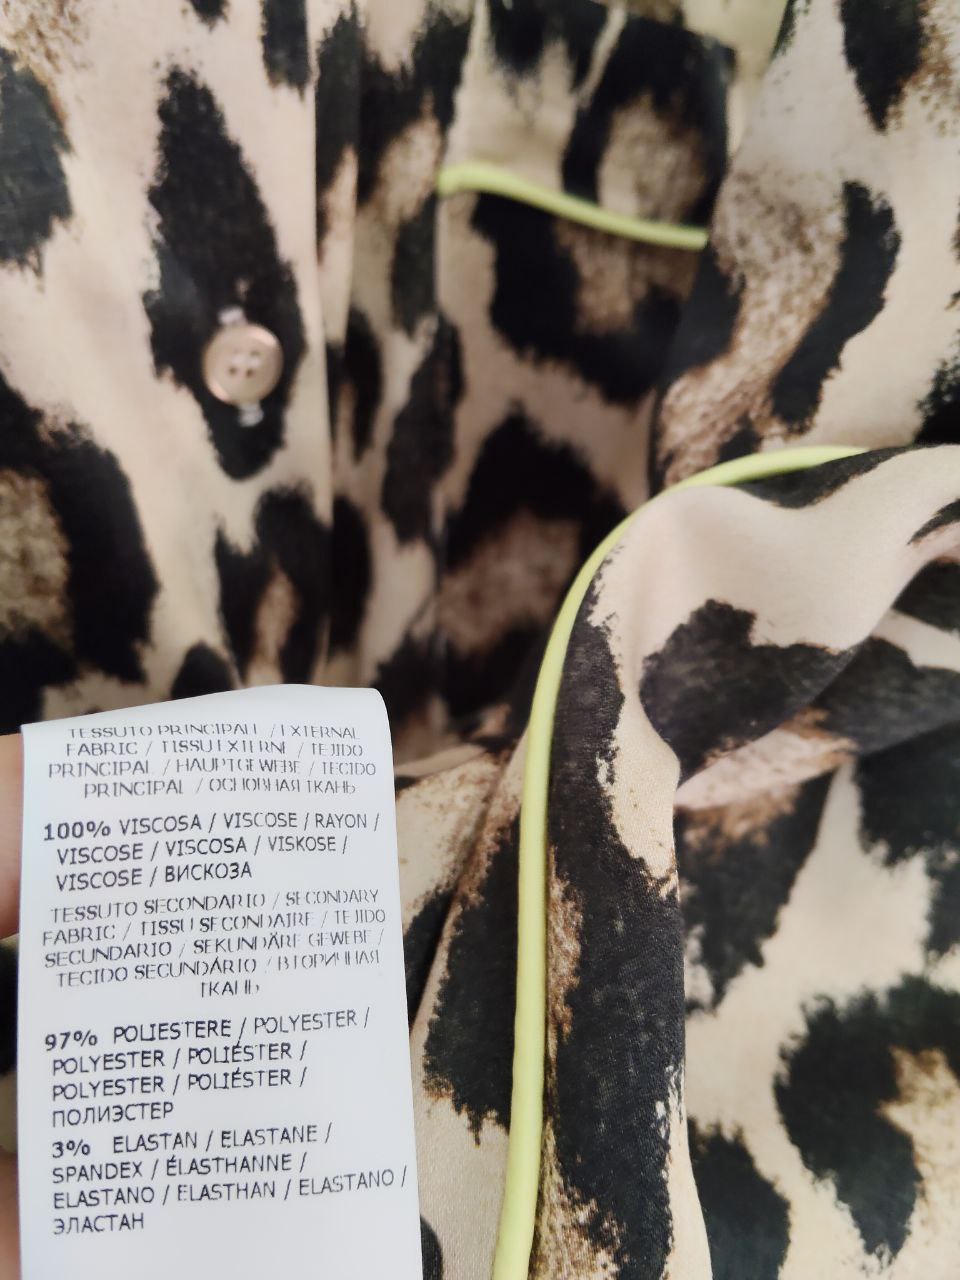 TESSUTO PRINCIPALE / EXTERNAL
FABRIC / TISSU EXTERNE / TEJIDO
PRINCIPAL / HAUPTGEWEBE / TECIDO
PRINCIPAL / ОСНОВНАЯ ТКАНЬ
100% VISCOSA / VISCOSE / RAYON /
VISCOSE / VISCOSA / VISKOSE /
VISCOSE / ВИСКОЗА
TESSUTO SECONDARIO / SECONDARY
FABRIC / TISSU SECONDAIRE / TEJIDO
SECUNDARIO / SEKUNDÄRE GEWEBE /
TECIDO SECUNDÁRIO / ВТОРИЧНАЯ
ТКАНЬ
97% POLIESTERE / POLYESTER /
POLYESTER / POLIÉSTER /
POLYESTER / POLIÉSTER /
ПОЛИЭСТЕР
3% ELASTAN / ELASTANE /
SPANDEX / ÉLASTHANNE /
ELASTANO / ELASTHAN / ELASTANO /
ЭЛАСТАН